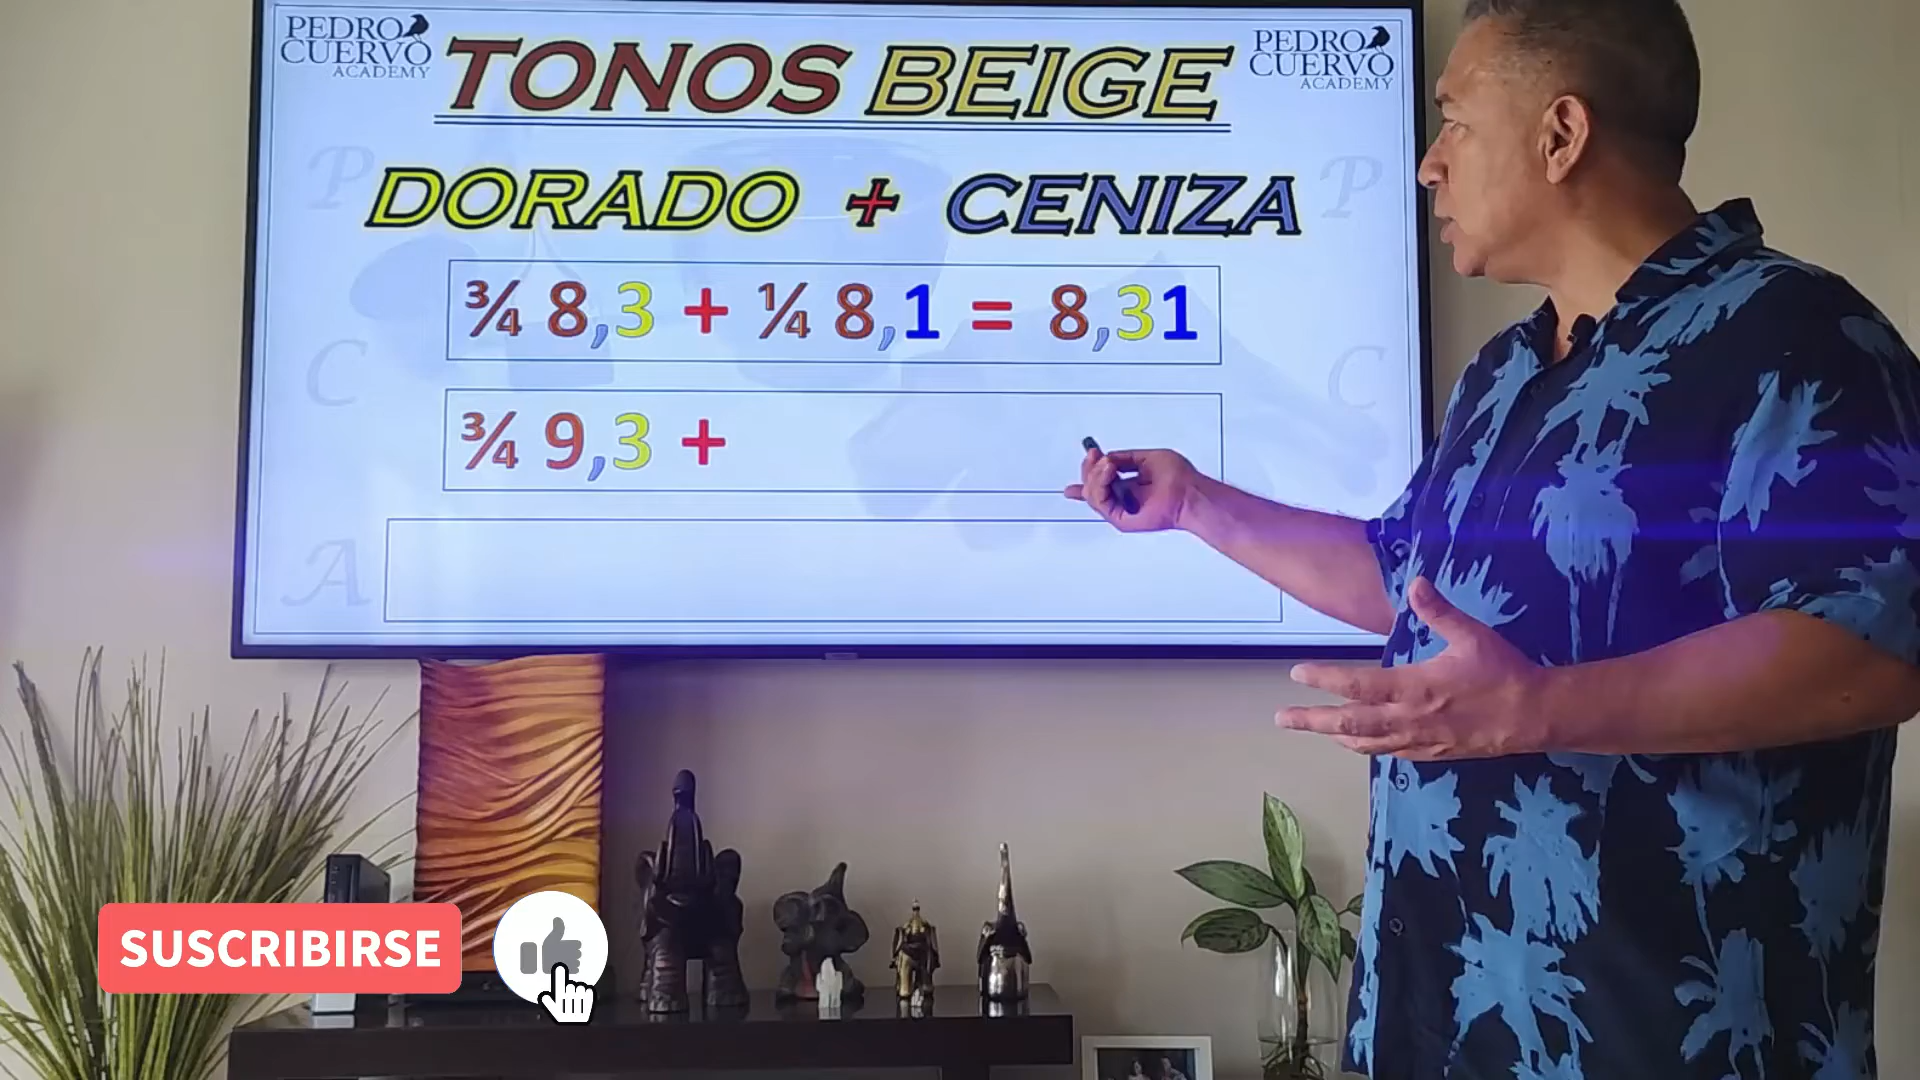 PEDRO
CUERVO
ACADEMY
TONOS BEIGE
PEDRO
CUERVO
ACADEMY
DORADO + CENIZA
¾ 8,3 + ¼ 8,1 = 8,31
¾ 9,3 +
P
C
A
P
C
SUSCRIBIRSE